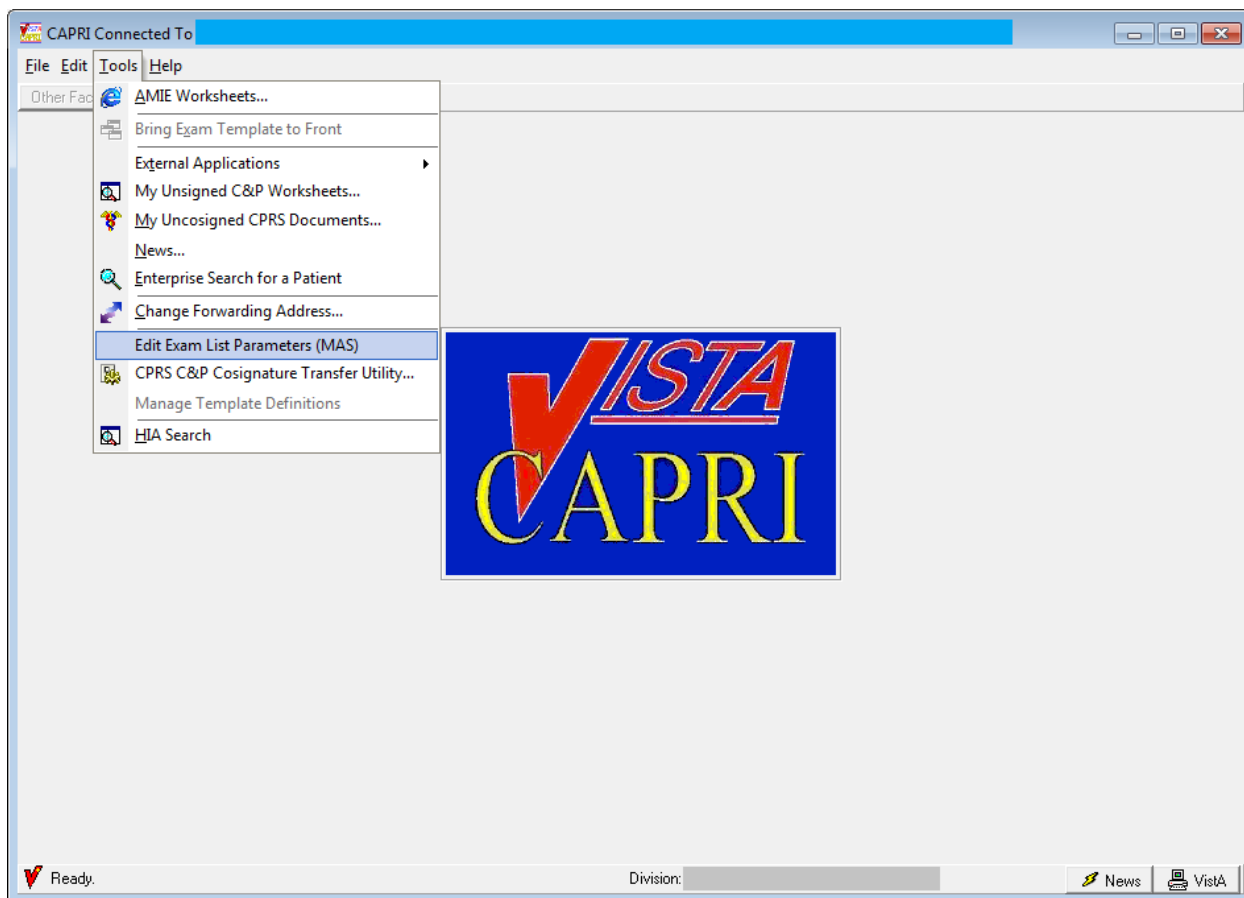 CAPRI Connected To
File Edit Tools Help
Other Fac
AMIE Worksheets...
Bring Exam Template to Front
External Applications
My Unsigned C&P Worksheets...
My Uncosigned CPRS Documents...
News...
Enterprise Search for a Patient
Change Forwarding Address...
Edit Exam List Parameters (MAS)
CPRS C&P Cosignature Transfer Utility...
Manage Template Definitions
HIA Search
VISTA
CAPRI
Ready. Division: News VistA